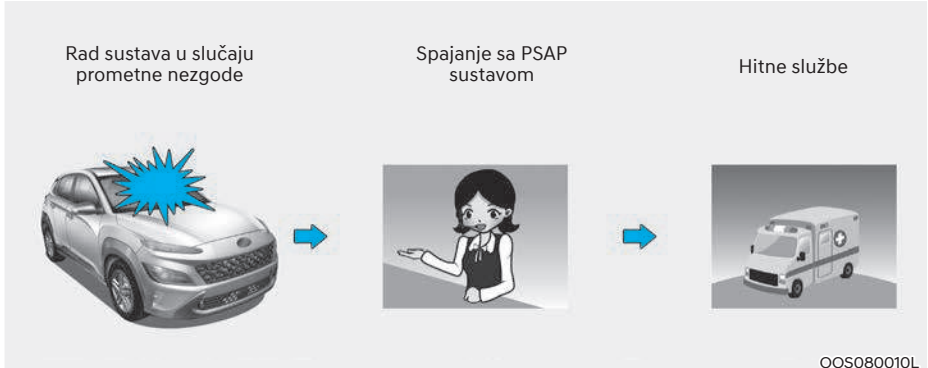 Rad sustava u slučaju
prometne nezgode
Spajanje sa PSAP
sustavom
Hitne službe
OOS080010L